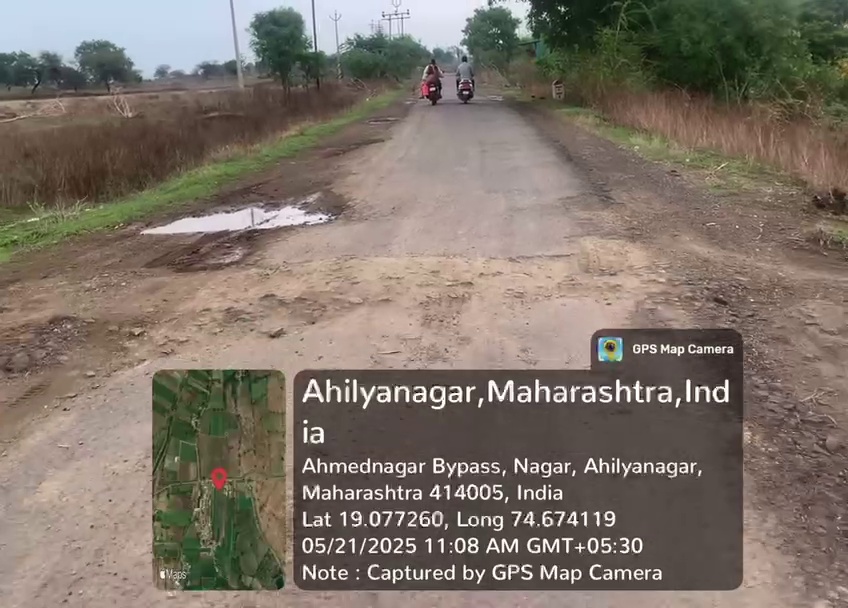 GPS Map Camera
Ahilyanagar,Maharashtra,Ind
ia
Ahmednagar Bypass, Nagar, Ahilyanagar,
Maharashtra 414005, India
Lat 19.077260, Long 74.674119
05/21/2025 11:08 AM GMT+05:30
Note : Captured by GPS Map Camera
Maps